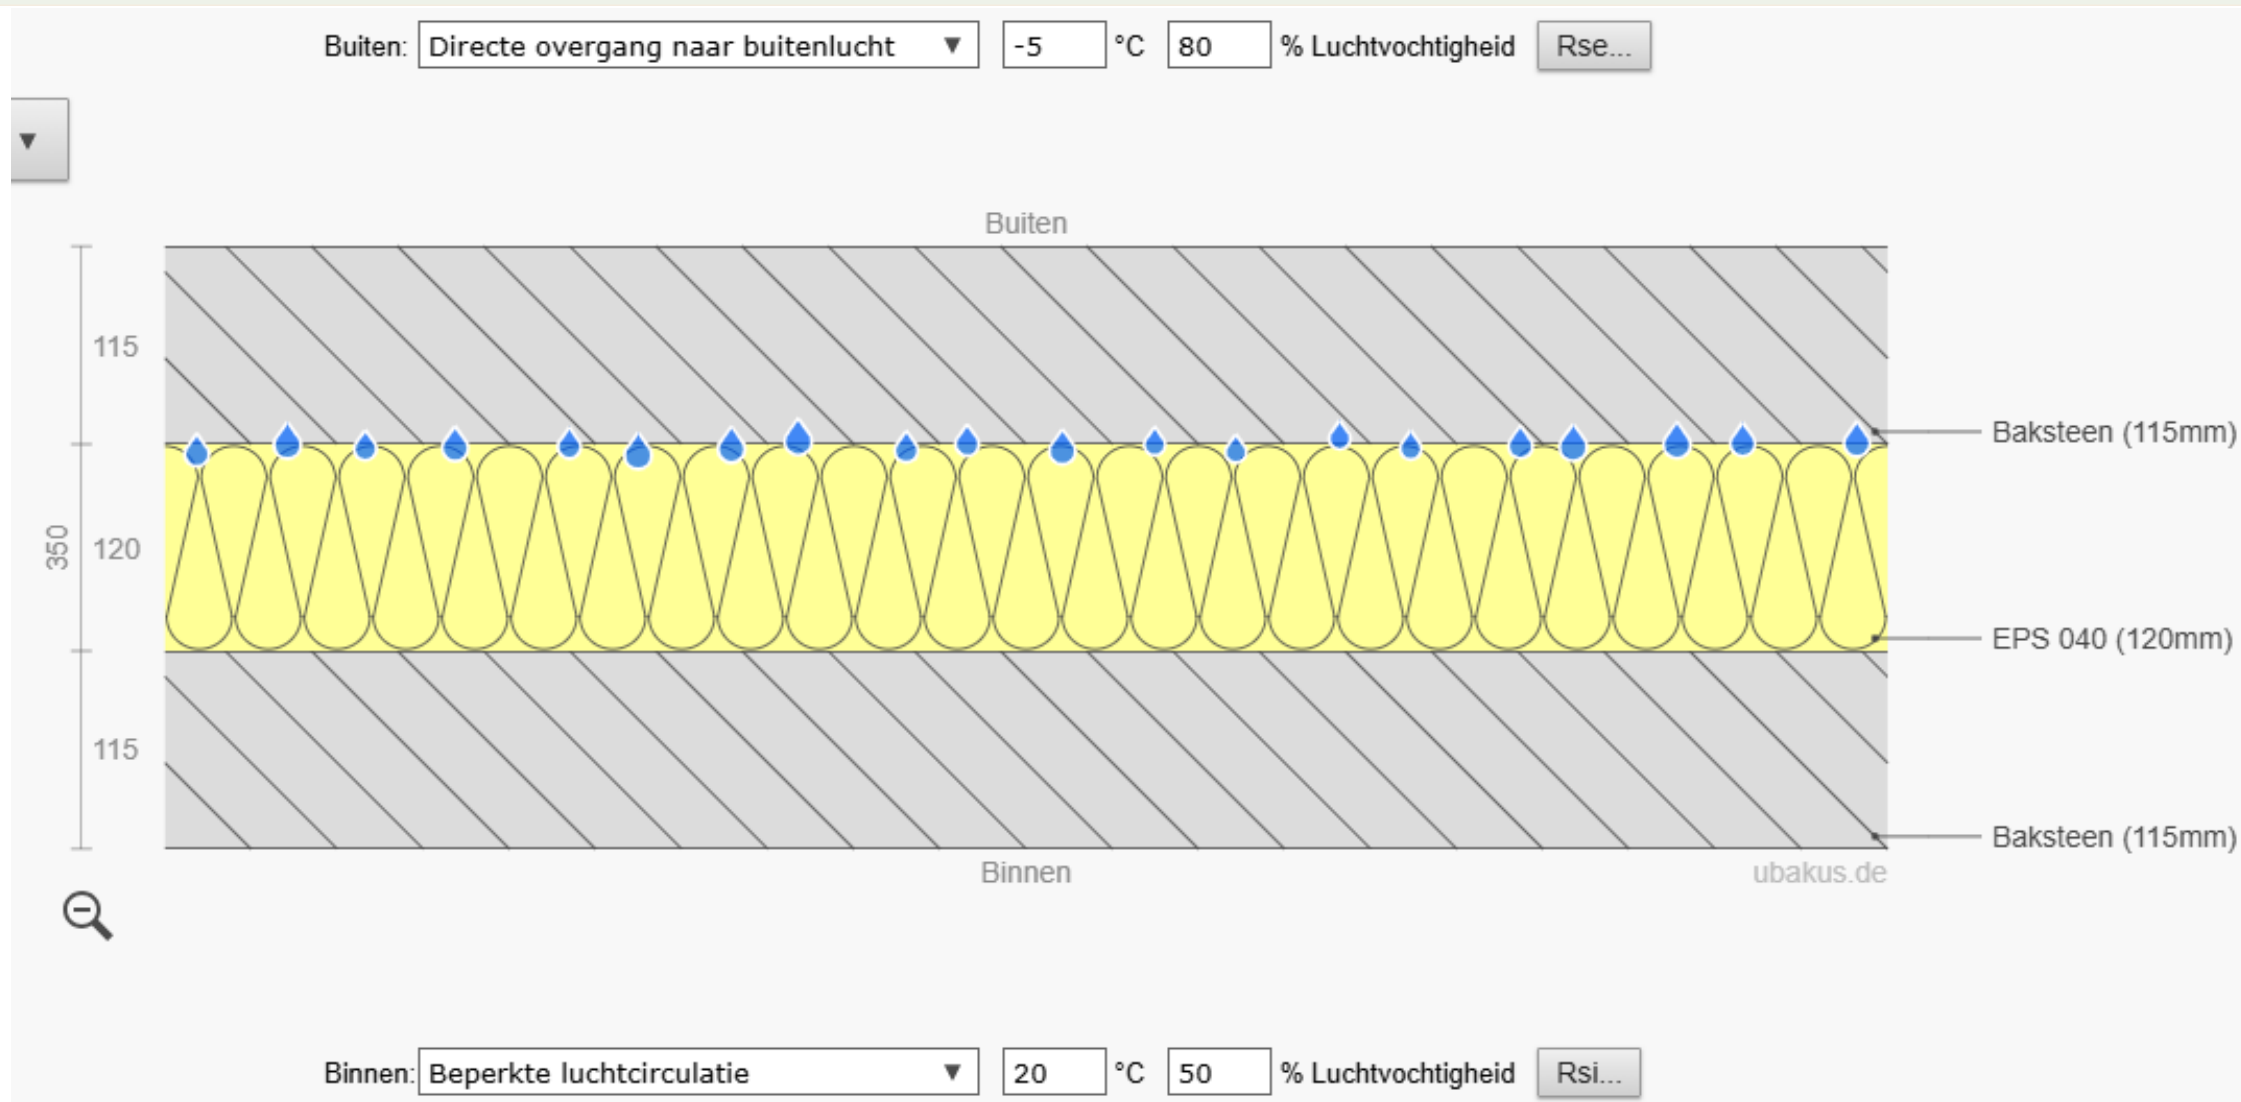 Buiten: Directe overgang naar buitenlucht ▼ -5 °C 80 % Luchtvochtigheid Rse...
▼
Buiten
115
Baksteen (115mm)
350
120
EPS 040 (120mm)
115
Baksteen (115mm)
Binnen
ubakus.de
Binnen: Beperkte luchtcirculatie ▼ 20 °C 50 % Luchtvochtigheid Rsi...